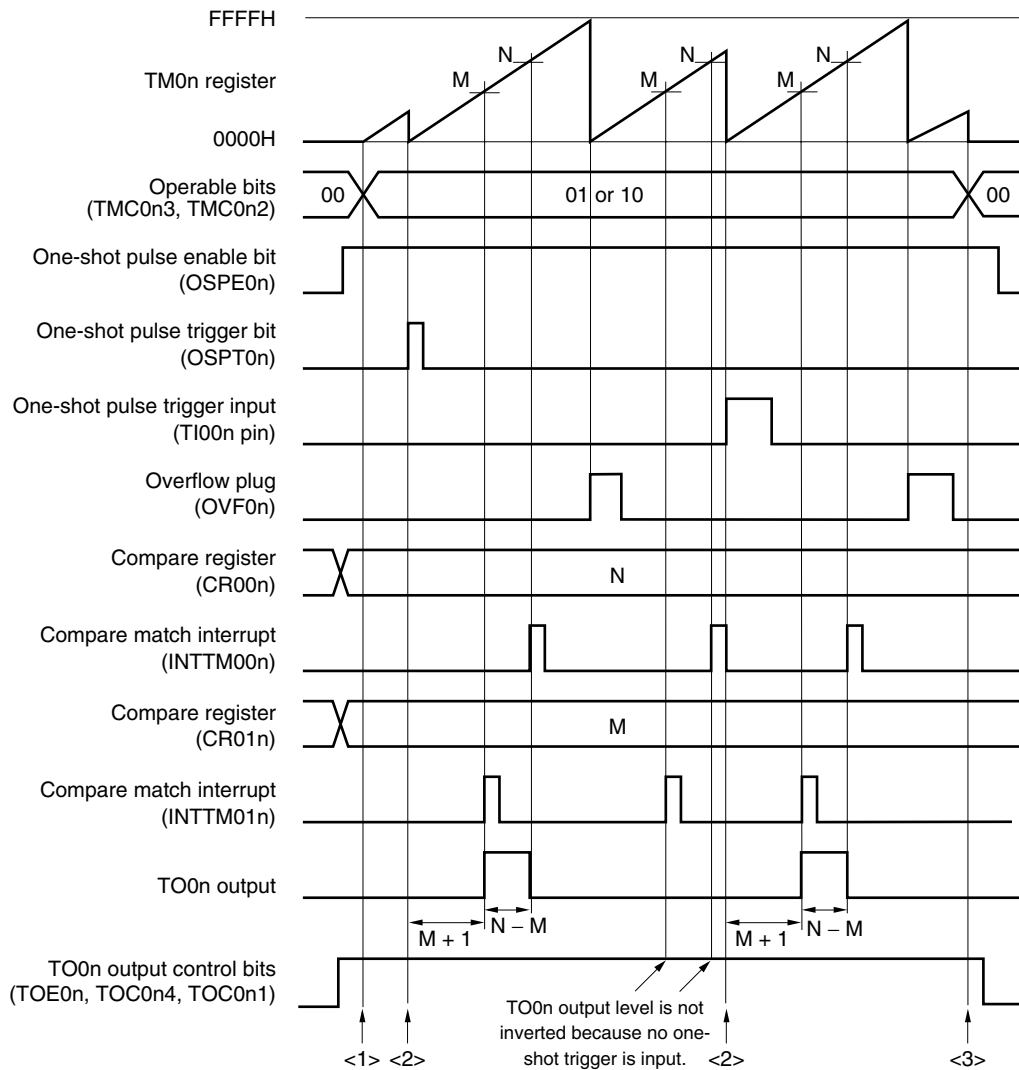 FFFFH
TM0n register
0000H
M
N
M
N
M
N
Operable bits
(TMC0n3, TMC0n2)
00
01 or 10
00
One-shot pulse enable bit
(OSPE0n)
One-shot pulse trigger bit
(OSPT0n)
One-shot pulse trigger input
(TI00n pin)
Overflow plug
(OVF0n)
Compare register
(CR00n)
N
Compare match interrupt
(INTTM00n)
Compare register
(CR01n)
M
Compare match interrupt
(INTTM01n)
TO0n output
M + 1
N – M
M + 1
N – M
TO0n output control bits
(TOE0n, TOC0n4, TOC0n1)
TO0n output level is not
inverted because no one-
shot trigger is input.
<1>
<2>
<2>
<3>